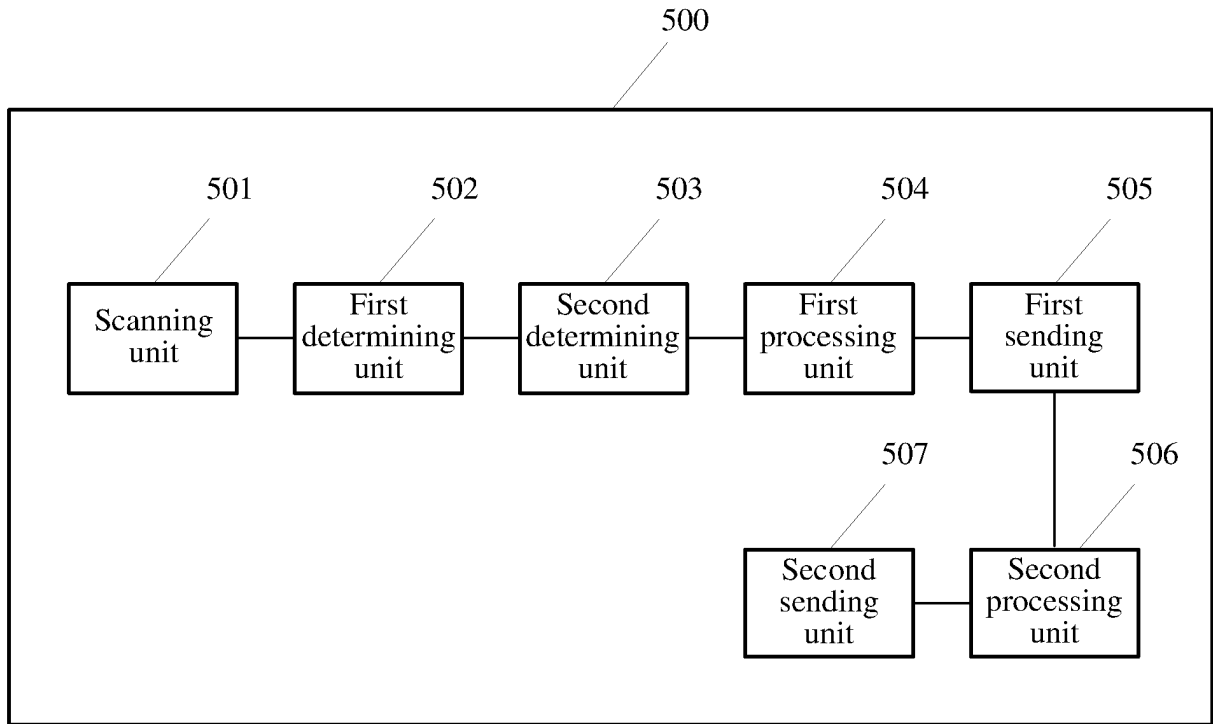 500
501
502
503
504
505
Scanning
unit
First
determining
unit
Second
determining
unit
First
processing
unit
First
sending
unit
507
506
Second
sending
unit
Second
processing
unit